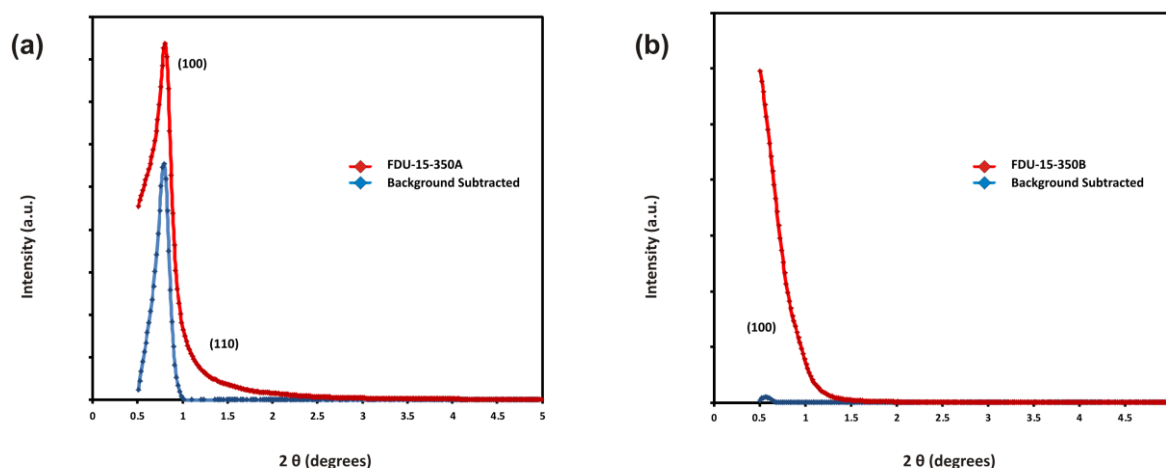 (a)
(100)
FDU-15-350A
Background Subtracted
(110)
Intensity (a.u.)
0 0.5 1 1.5 2 2.5 3 3.5 4 4.5 5
2 θ (degrees)
(b)
FDU-15-350B
Background Subtracted
(100)
Intensity (a.u.)
0 0.5 1 1.5 2 2.5 3 3.5 4 4.5
2 θ (degrees)